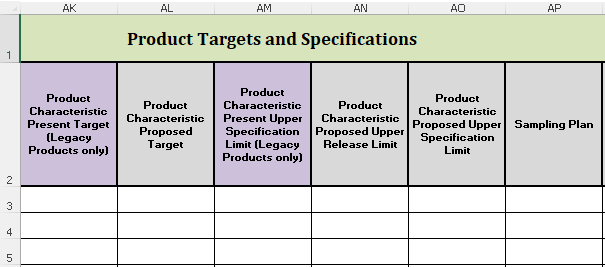 AK AL AM AN AO AP
1 Product Targets and Specifications
Product
Characteristic
Present Target
(Legacy
Products only)
Product
Characteristic
Proposed
Target
Product
Characteristic
Present Upper
Specification
Limit (Legacy
Products only)
Product
Characteristic
Proposed Upper
Release Limit
Product
Characteristic
Proposed Upper
Specification
Limit
Sampling Plan
2
3
4
5